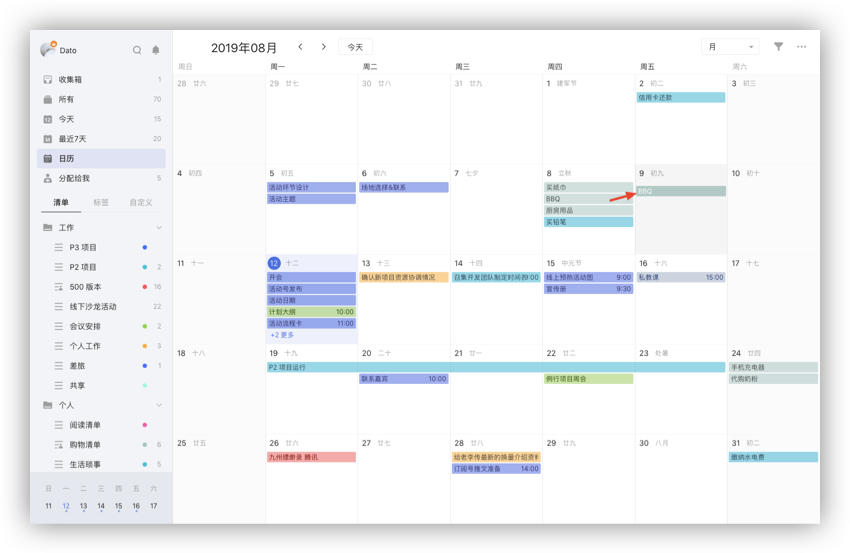 Dato
收集箱 1
所有 70
今天 15
最近7天 20
日历
分配给我 5
清单 标签 自定义
工作
P3 项目
P2 项目 2
500 版本 16
线下沙龙活动 22
会议安排 2
个人工作 3
差旅 1
共享
个人
阅读清单
购物清单 6
生活琐事 5
日 一 二 三 四 五 六
11 12 13 14 15 16 17
2019年08月 < > 今天 月
周日 周一 周二 周三 周四 周五 周六
28 廿六 29 廿七 30 廿八 31 廿九 1 建军节 2 初二 3 初三
信用卡还款
4 初四 5 初五 6 初六 7 七夕 8 立秋 9 初九 10 初十
活动环节设计 场地选择&联系 买纸巾 BBQ
活动主题 BBQ
厨房用品
买铅笔
11 十一 12 十二 13 十三 14 十四 15 中元节 16 十六 17 十七
开会 确认新项目资源协调情况 召集开发团队制定时间表 9:00 线上预热活动图 9:00 私教课 15:00
活动号发布 宣传册 9:30
活动日期
计划大纲 10:00
活动流程卡 11:00
+2 更多
18 十八 19 十九 20 二十 21 廿一 22 廿二 23 处暑 24 廿四
P2 项目运行 手机充电器
联系嘉宾 10:00 例行项目周会 代购奶粉
25 廿五 26 廿六 27 廿七 28 廿八 29 廿九 30 八月 31 初二
九州缥缈录 腾讯 给老李传最新的换量介绍资料 缴纳水电费
订阅号推文准备 14:00